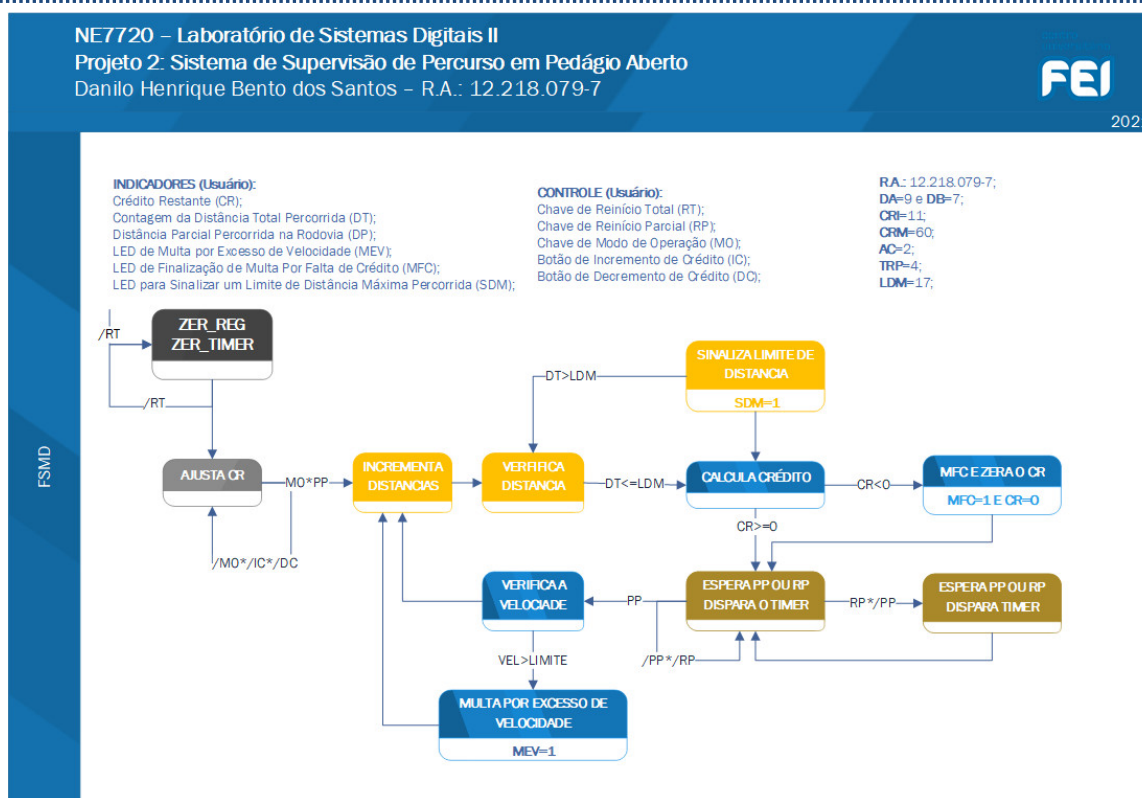 NE7720 – Laboratório de Sistemas Digitais II
Projeto 2: Sistema de Supervisão de Percurso em Pedágio Aberto
Danilo Henrique Bento dos Santos – R.A.: 12.218.079-7
FEI
202
FSMD
INDICADORES (Usuário):
Crédito Restante (CR);
Contagem da Distância Total Percorrida (DT);
Distância Parcial Percorrida na Rodovia (DP);
LED de Multa por Excesso de Velocidade (MEV);
LED de Finalização de Multa Por Falta de Crédito (MFC);
LED para Sinalizar um Limite de Distância Máxima Percorrida (SDM);
CONTROLE (Usuário):
Chave de Reinício Total (RT);
Chave de Reinício Parcial (RP);
Chave de Modo de Operação (MO);
Botão de Incremento de Crédito (IC);
Botão de Decremento de Crédito (DC);
R.A.: 12.218.079-7;
DA=9 e DB=7;
CRI=11;
CRM=60;
AC=2;
TRP=4;
LDM=17;
/RT
ZER_REG
ZER_TIMER
/RT
SINALIZA LIMITE DE
DISTANCIA
SDM=1
DT>LDM
AJUSTA CR
MO*PP
INCREMENTA
DISTANCIAS
VERFIFICA
DISTANCIA
DT<=LDM
CALCULA CRÉDITO
CR<0
MFC E ZERA O CR
MFC=1 E CR=0
CR>=0
/MO*/IC*/DC
VERIFICA A
VELOCIADE
PP
ESPERA PP OU RP
DISPARA O TIMER
RP*/PP
ESPERA PP OU RP
DISPARA TIMER
VEL>LIMITE
/PP*/RP
MULTA POR EXCESSO DE
VELOCIDADE
MEV=1